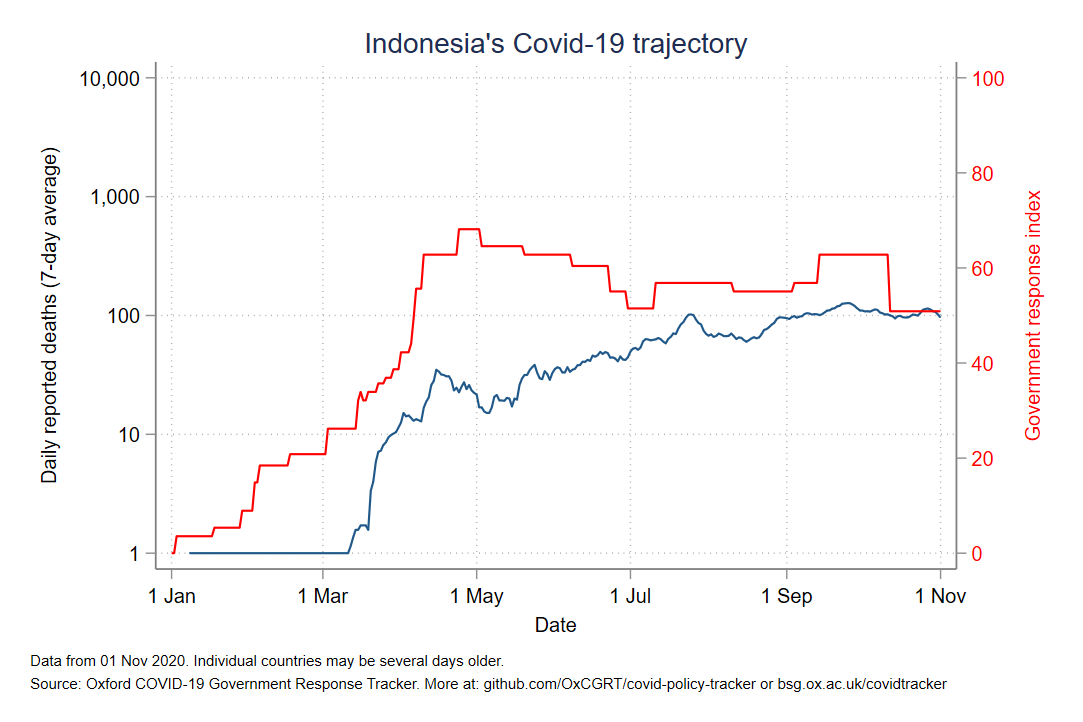 Indonesia's Covid-19 trajectory
Daily reported deaths (7-day average)
10,000
1,000
100
10
1
100
80
60
40
20
0
Government response index
1 Jan
1 Mar
1 May
1 Jul
1 Sep
1 Nov
Date
Data from 01 Nov 2020. Individual countries may be several days older.
Source: Oxford COVID-19 Government Response Tracker. More at: github.com/OxCGRT/covid-policy-tracker or bsg.ox.ac.uk/covidtracker